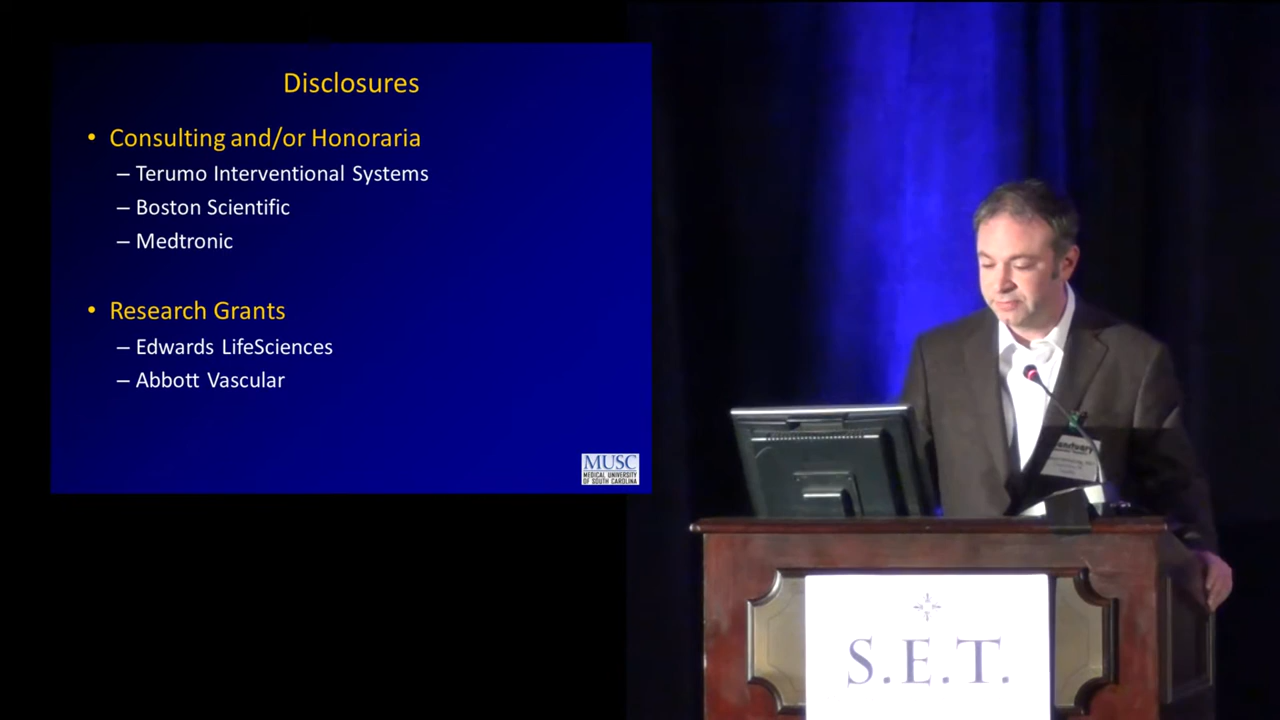 Disclosures
• Consulting and/or Honoraria
– Terumo Interventional Systems
– Boston Scientific
– Medtronic
• Research Grants
– Edwards LifeSciences
– Abbott Vascular
MUSC
MEDICAL UNIVERSITY
OF SOUTH CAROLINA
S.E.T.